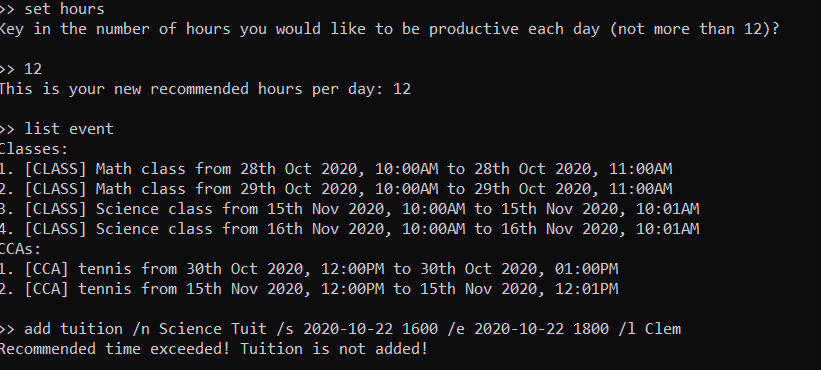 >> set hours
Key in the number of hours you would like to be productive each day (not more than 12)?
>> 12
This is your new recommended hours per day: 12
>> list event
Classes:
1. [CLASS] Math class from 28th Oct 2020, 10:00AM to 28th Oct 2020, 11:00AM
2. [CLASS] Math class from 29th Oct 2020, 10:00AM to 29th Oct 2020, 11:00AM
3. [CLASS] Science class from 15th Nov 2020, 10:00AM to 15th Nov 2020, 10:01AM
4. [CLASS] Science class from 16th Nov 2020, 10:00AM to 16th Nov 2020, 10:01AM
CCAs:
1. [CCA] tennis from 30th Oct 2020, 12:00PM to 30th Oct 2020, 01:00PM
2. [CCA] tennis from 15th Nov 2020, 12:00PM to 15th Nov 2020, 12:01PM
>> add tuition /n Science Tuit /s 2020-10-22 1600 /e 2020-10-22 1800 /l Clem
Recommended time exceeded! Tuition is not added!